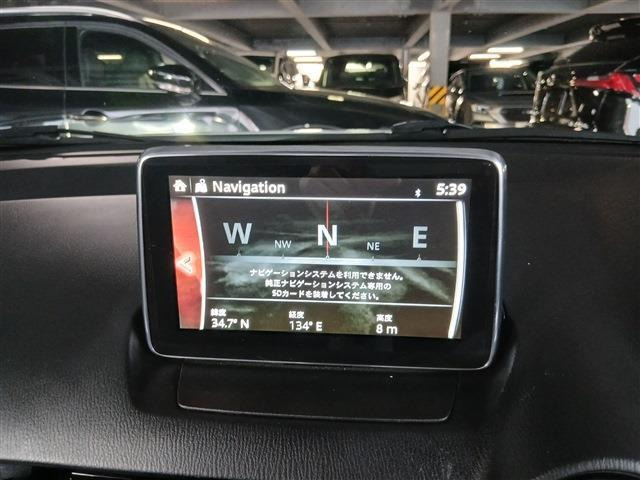 Navigation 5:39
W NW N NE E
ナビゲーションシステムを利用できません。
純正ナビゲーションシステム専用の
SDカードを装着してください。
緯度 経度 高度
34.7° N 134° E 8 m